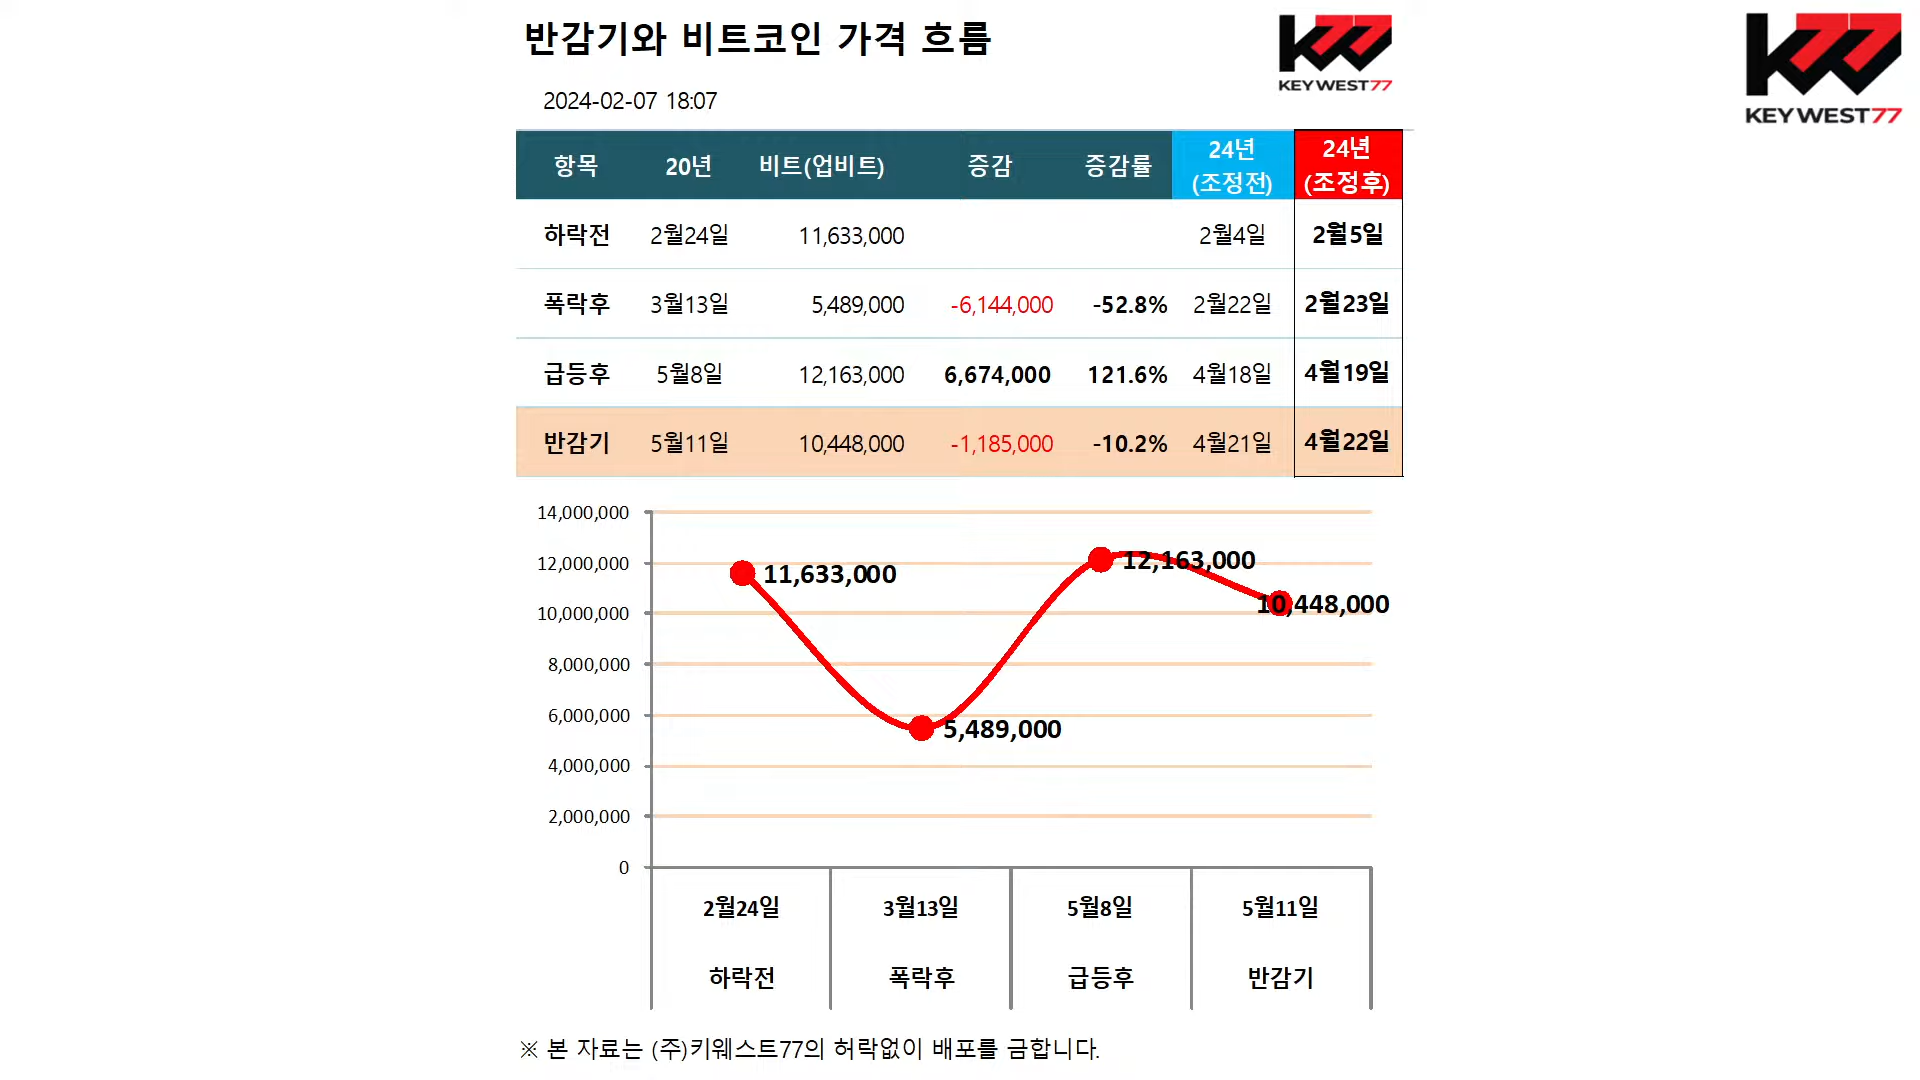 반감기와 비트코인 가격 흐름
KEYWEST77
KEYWEST77
2024-02-07 18:07
항목 20년 비트(업비트) 증감 증감률 24년 (조정전) 24년 (조정후)
하락전 2월24일 11,633,000 2월4일 2월5일
폭락후 3월13일 5,489,000 -6,144,000 -52.8% 2월22일 2월23일
급등후 5월8일 12,163,000 6,674,000 121.6% 4월18일 4월19일
반감기 5월11일 10,448,000 -1,185,000 -10.2% 4월21일 4월22일
14,000,000
12,000,000
10,000,000
8,000,000
6,000,000
4,000,000
2,000,000
0
11,633,000
5,489,000
12,163,000
10,448,000
2월24일 3월13일 5월8일 5월11일
하락전 폭락후 급등후 반감기
※ 본 자료는 (주)키웨스트77의 허락없이 배포를 금합니다.